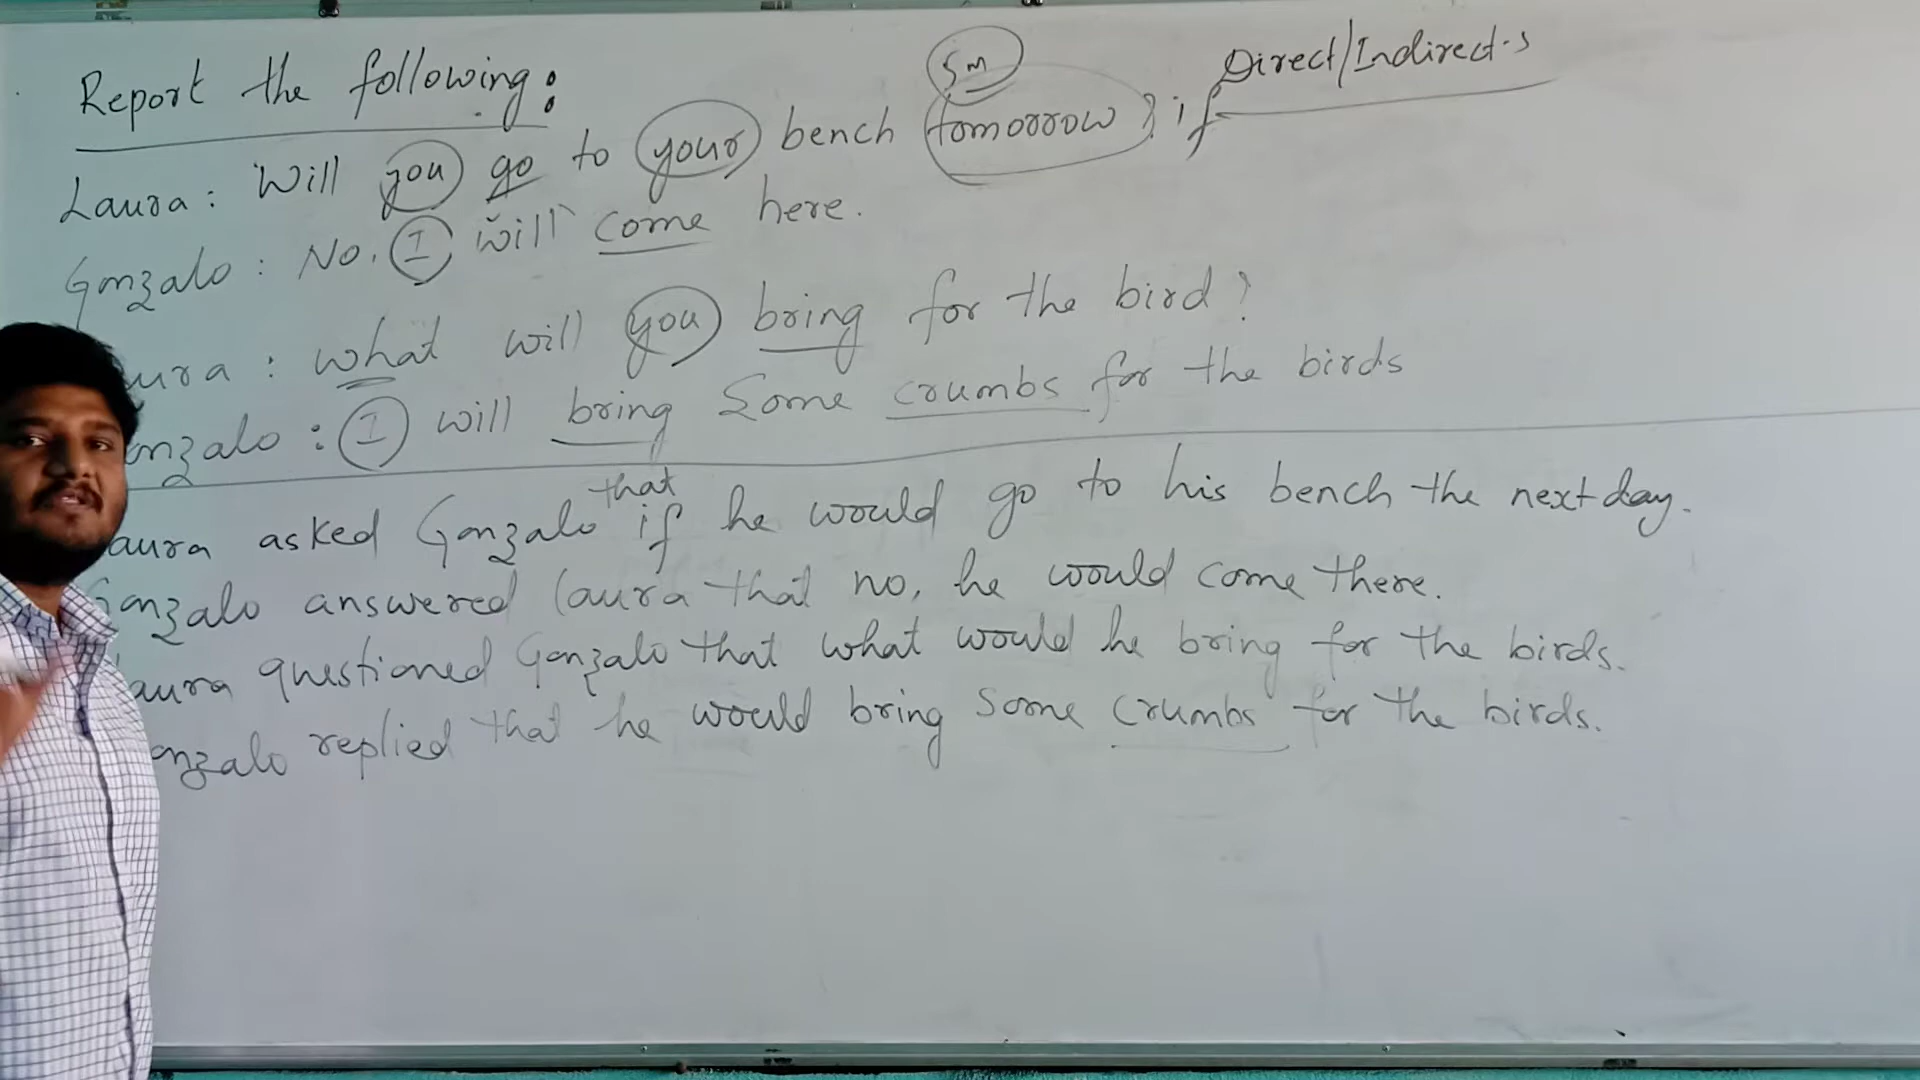 Report the following:
5m
Direct/Indirect-s
Laura: Will you go to your bench tomorrow? if
Gonzalo: No. I will come here.
ura: What will you bring for the bird?
onzalo: I will bring Some crumbs for the birds
that
aura asked Gonzalo if he would go to his bench the next day.
Gonzalo answered Laura that no, he would come there.
aura questioned Gonzalo that what would he bring for the birds.
onzalo replied that he would bring some crumbs for the birds.